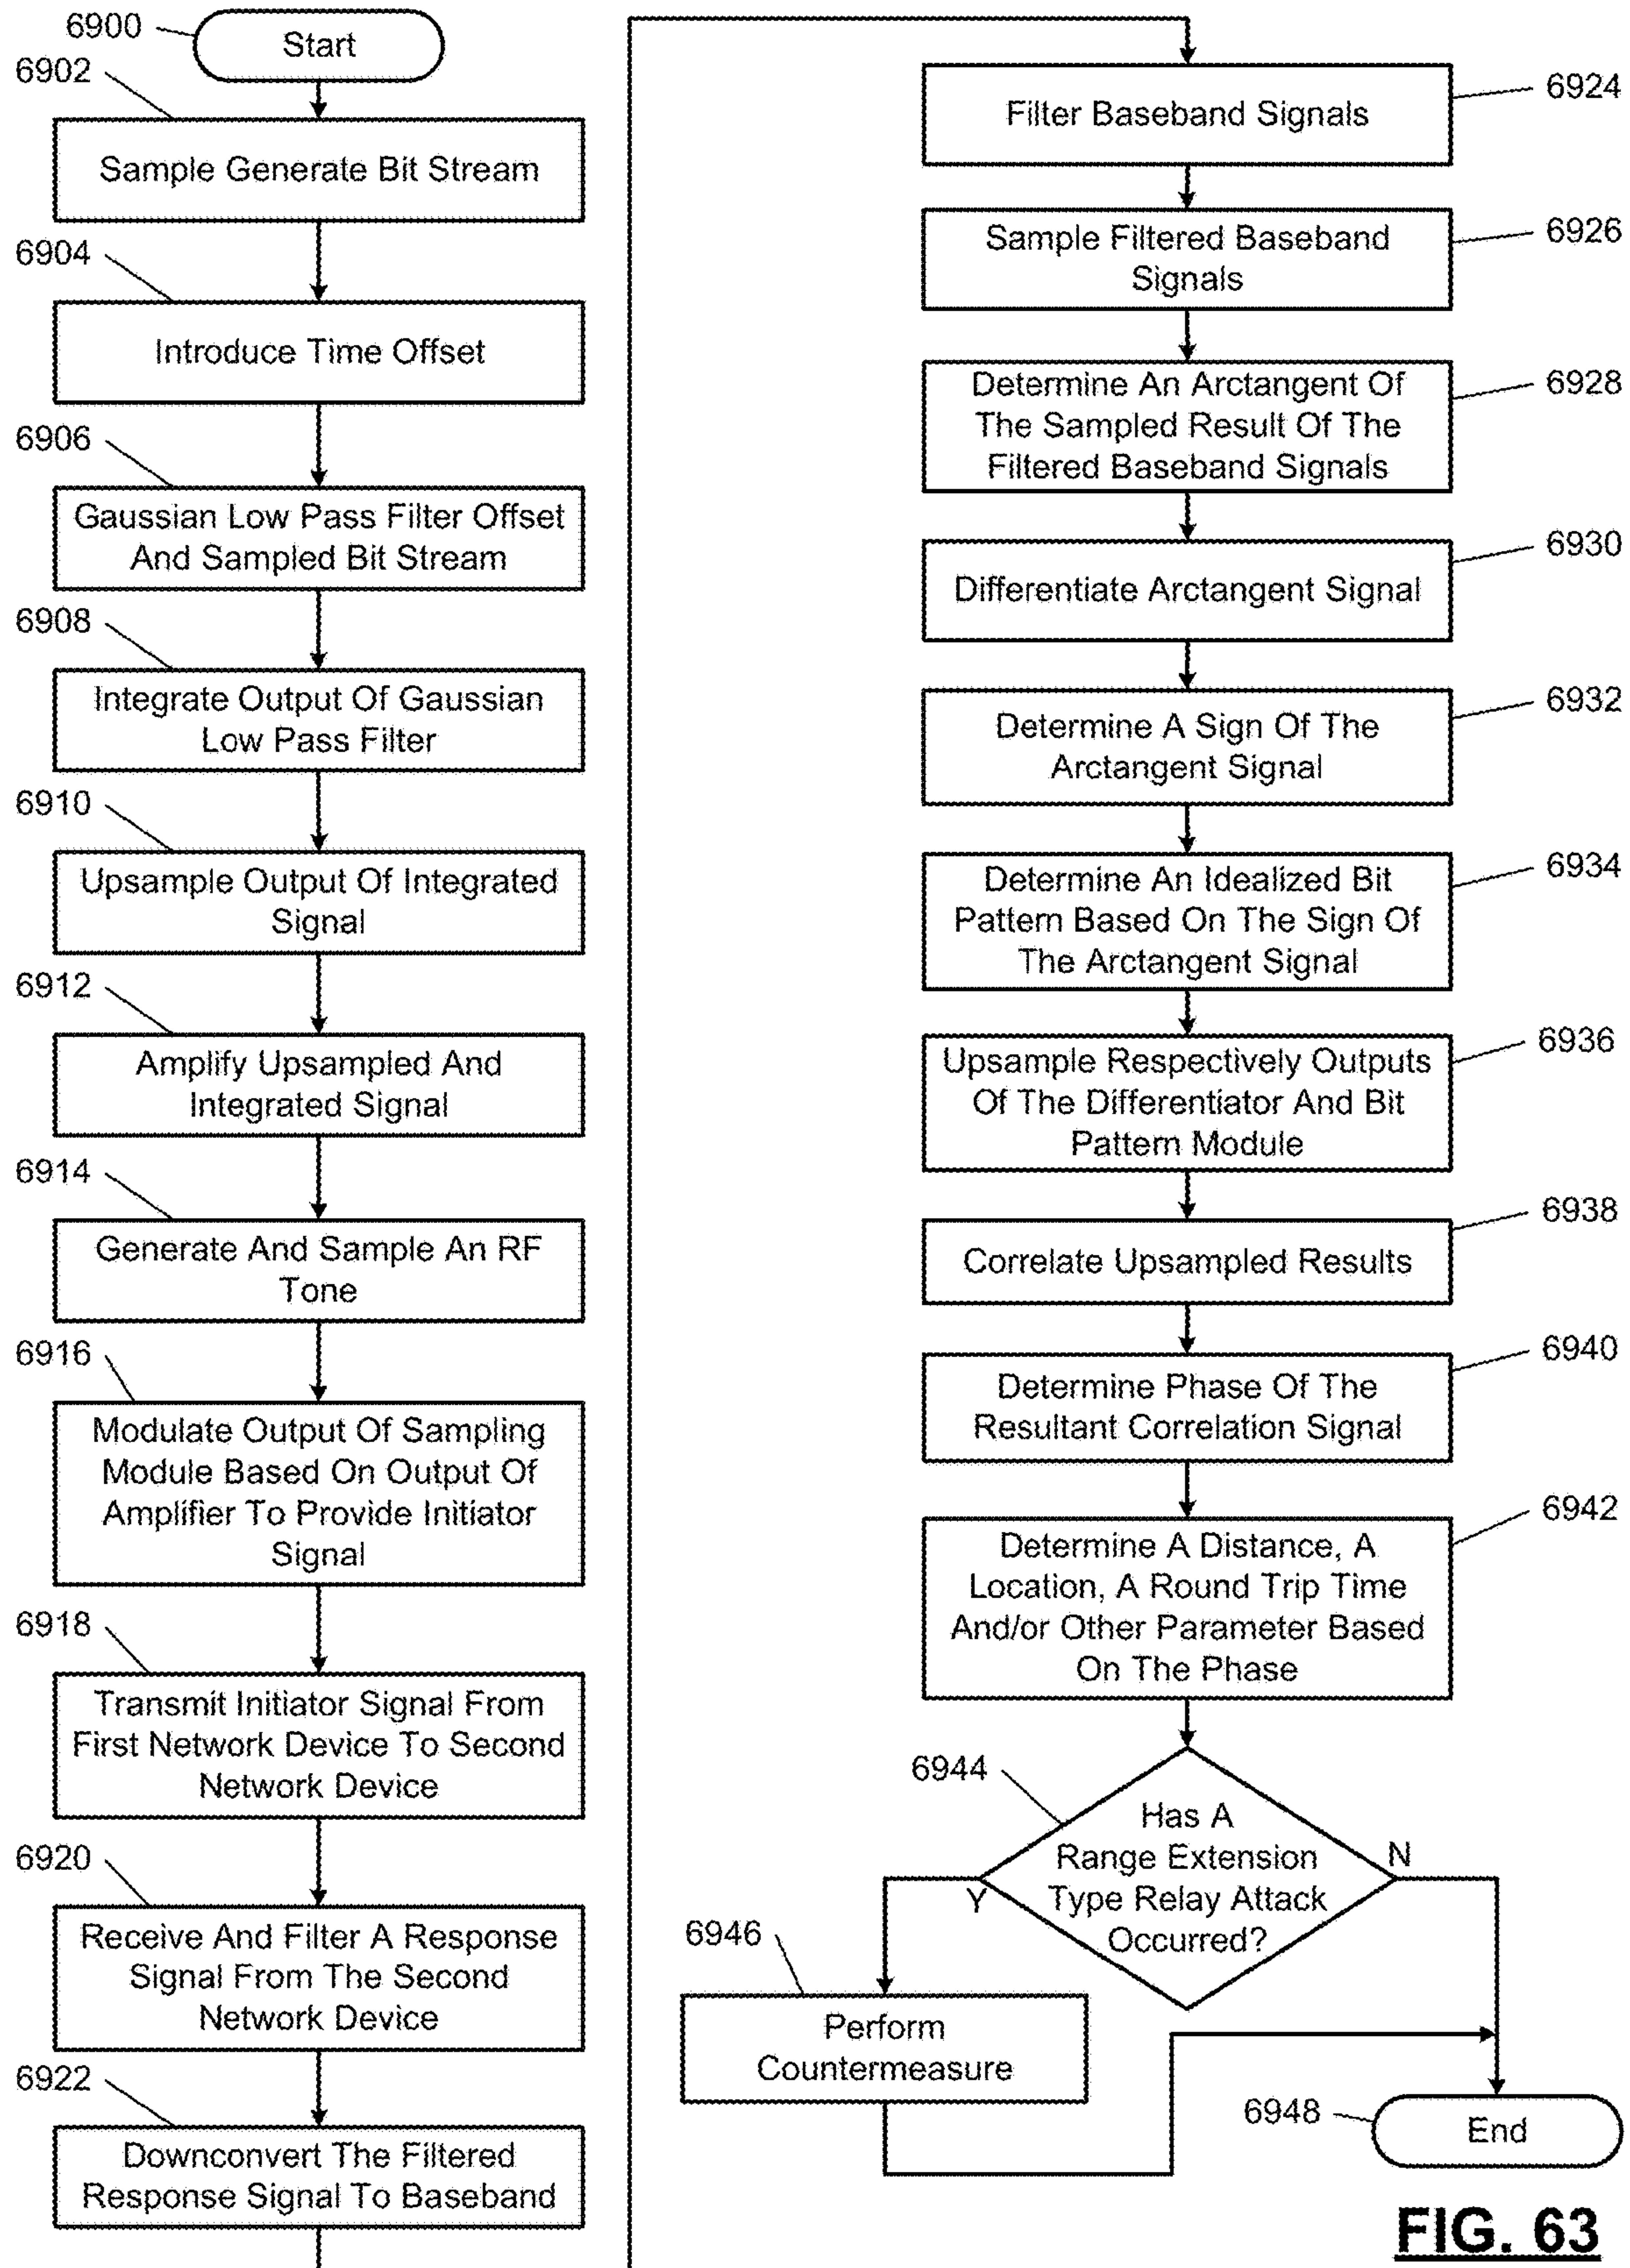 6900
Start
6902
Sample Generate Bit Stream
6904
Introduce Time Offset
6906
Gaussian Low Pass Filter Offset
And Sampled Bit Stream
6908
Integrate Output Of Gaussian
Low Pass Filter
6910
Upsample Output Of Integrated
Signal
6912
Amplify Upsampled And
Integrated Signal
6914
Generate And Sample An RF
Tone
6916
Modulate Output Of Sampling
Module Based On Output Of
Amplifier To Provide Initiator
Signal
6918
Transmit Initiator Signal From
First Network Device To Second
Network Device
6920
Receive And Filter A Response
Signal From The Second
Network Device
6922
Downconvert The Filtered
Response Signal To Baseband
6924
Filter Baseband Signals
6926
Sample Filtered Baseband
Signals
6928
Determine An Arctangent Of
The Sampled Result Of The
Filtered Baseband Signals
6930
Differentiate Arctangent Signal
6932
Determine A Sign Of The
Arctangent Signal
6934
Determine An Idealized Bit
Pattern Based On The Sign Of
The Arctangent Signal
6936
Upsample Respectively Outputs
Of The Differentiator And Bit
Pattern Module
6938
Correlate Upsampled Results
6940
Determine Phase Of The
Resultant Correlation Signal
6942
Determine A Distance, A
Location, A Round Trip Time
And/or Other Parameter Based
On The Phase
6944
Has A
Range Extension
Type Relay Attack
Occurred?
Y
N
6946
Perform
Countermeasure
6948
End
FIG. 63